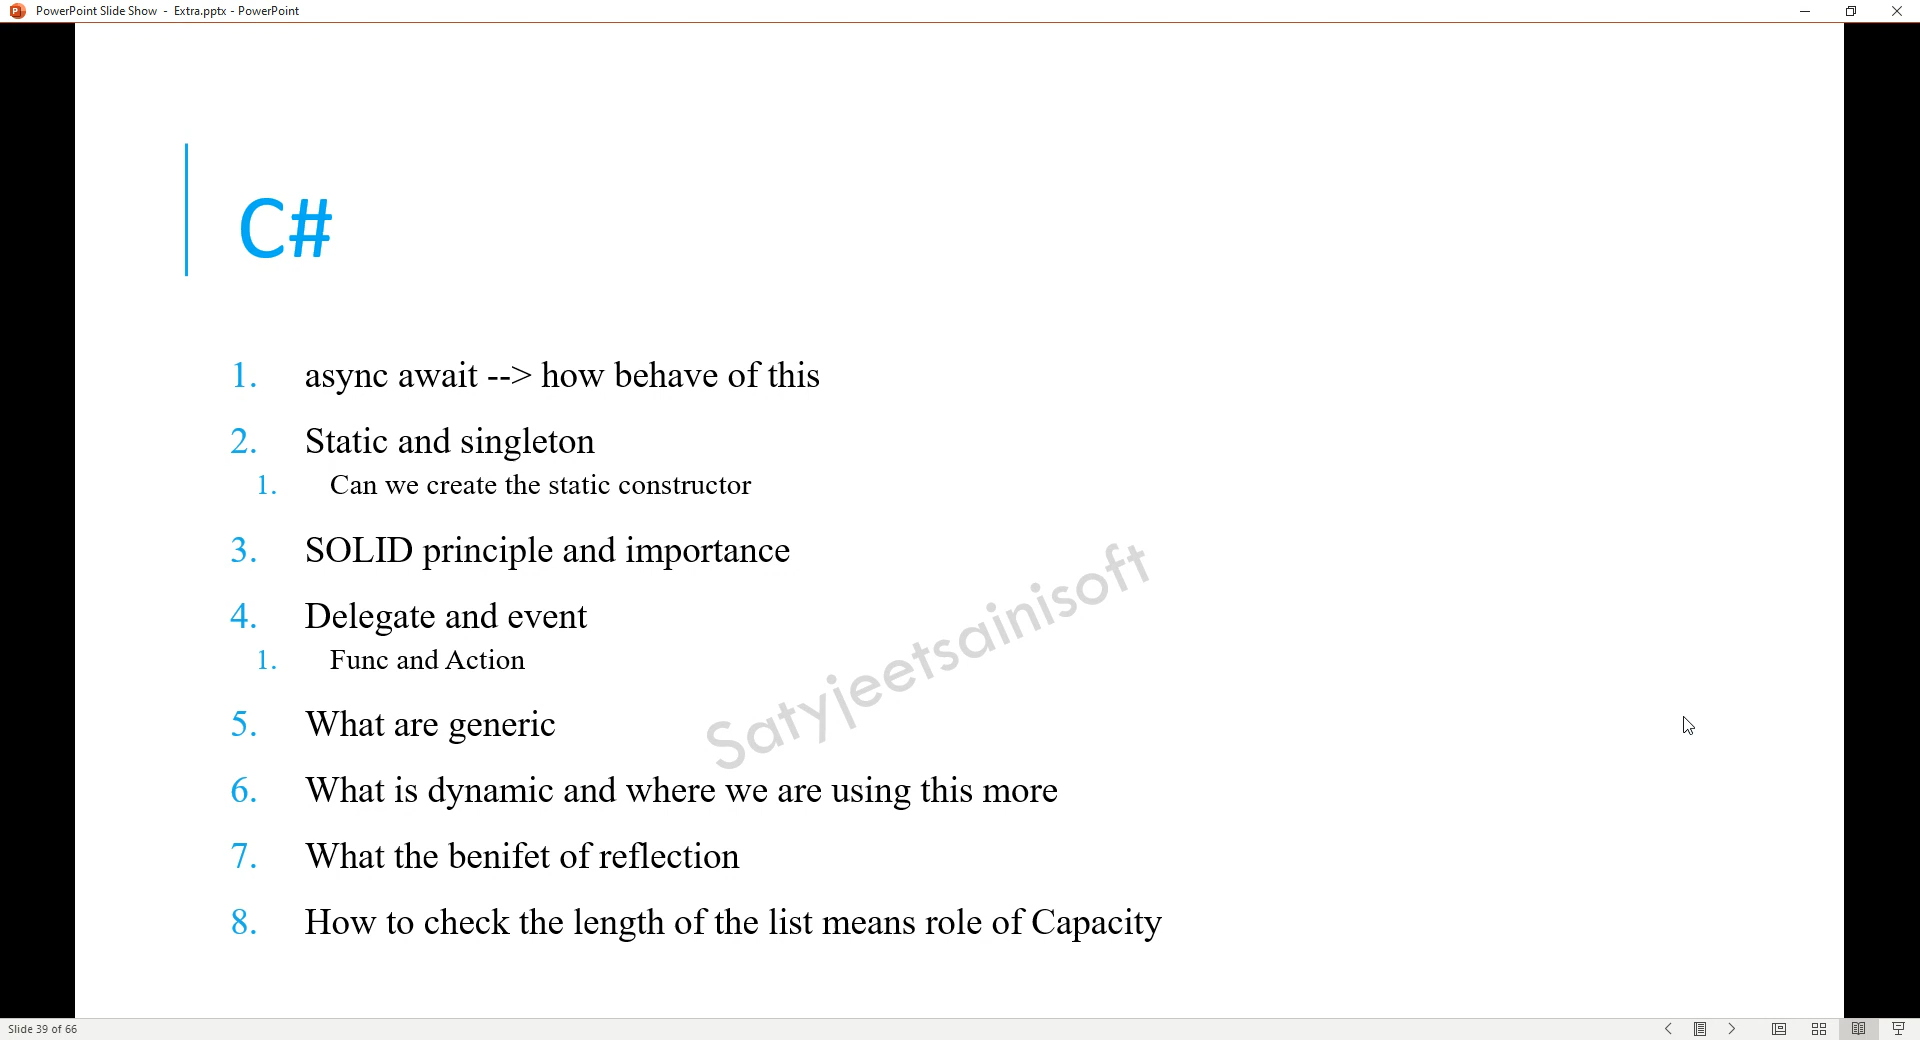 PowerPoint Slide Show - Extra.pptx - PowerPoint
C#
1. async await --> how behave of this
2. Static and singleton
1. Can we create the static constructor
3. SOLID principle and importance
4. Delegate and event
1. Func and Action
5. What are generic
6. What is dynamic and where we are using this more
7. What the benifet of reflection
8. How to check the length of the list means role of Capacity
Satyjeetsainisoft
Slide 39 of 66